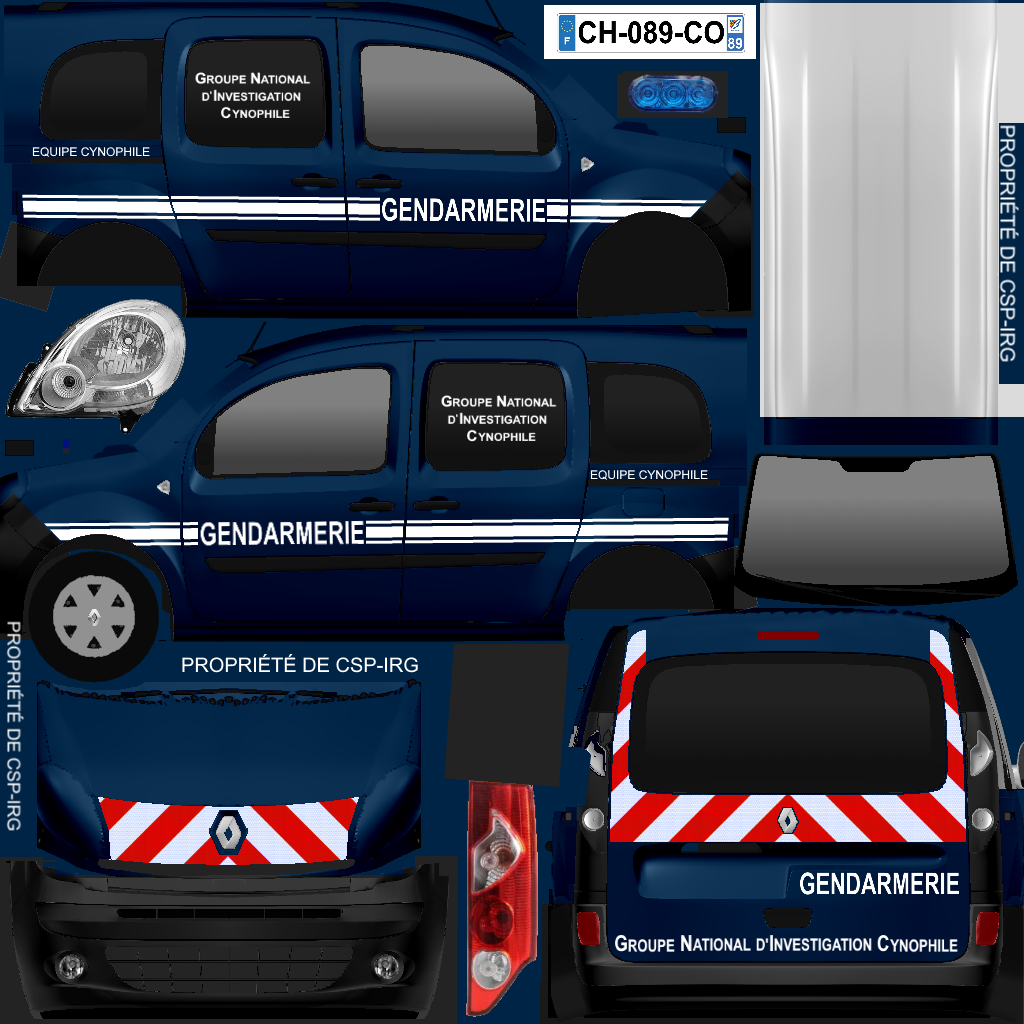 F CH-089-CO 89
GROUPE NATIONAL
D'INVESTIGATION
CYNOPHILE
EQUIPE CYNOPHILE
GENDARMERIE
PROPRIÉTÉ DE CSP-IRG
GROUPE NATIONAL
D'INVESTIGATION
CYNOPHILE
EQUIPE CYNOPHILE
GENDARMERIE
PROPRIÉTÉ DE CSP-IRG
PROPRIÉTÉ DE CSP-IRG
GENDARMERIE
GROUPE NATIONAL D'INVESTIGATION CYNOPHILE